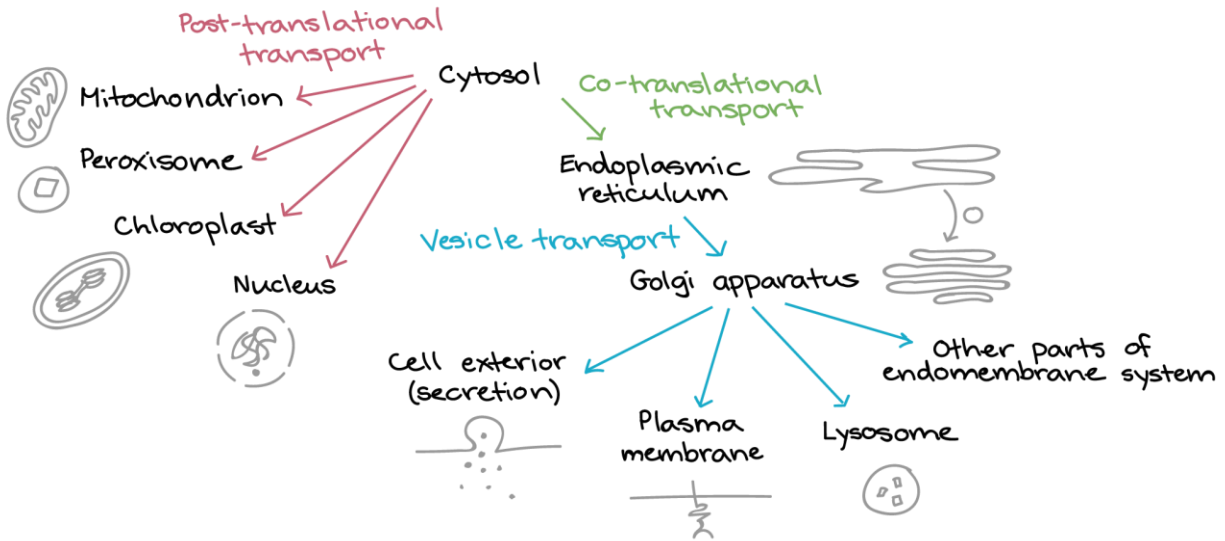 Post-translational
transport
Cytosol
Co-translational
transport
Mitochondrion
Peroxisome
Chloroplast
Nucleus
Endoplasmic
reticulum
Vesicle transport
Golgi apparatus
Cell exterior
(secretion)
Plasma
membrane
Lysosome
Other parts of
endomembrane system